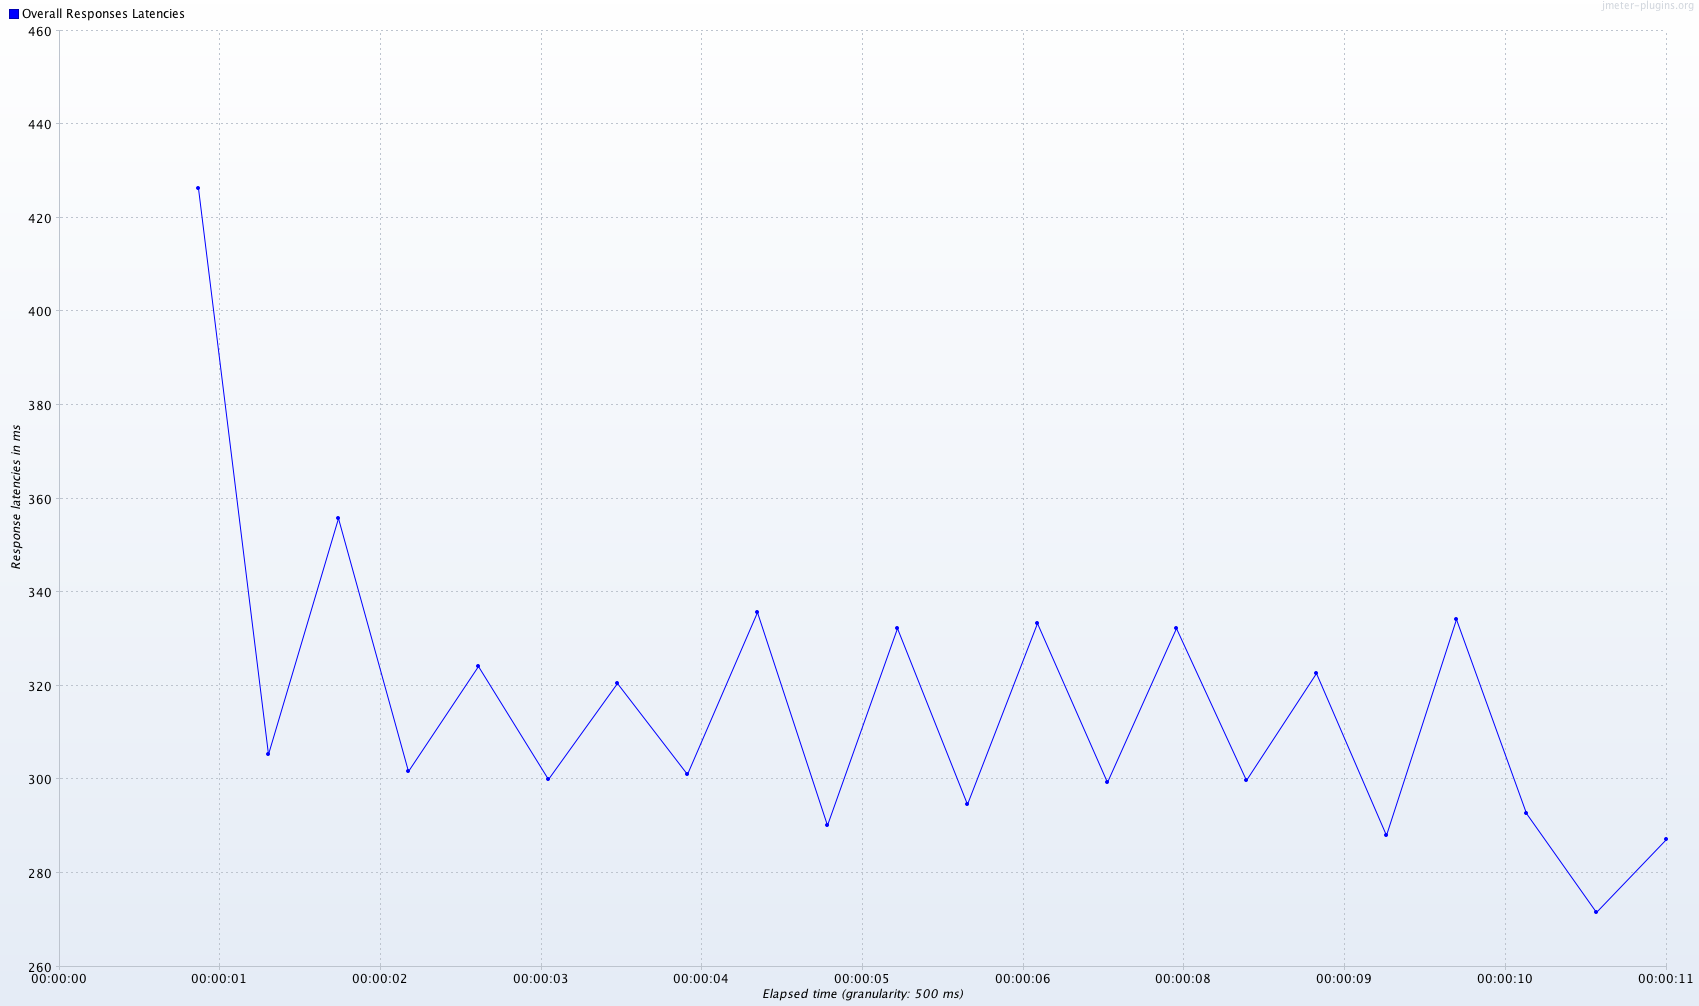 Overall Responses Latencies
jmeter-plugins.org
460
440
420
400
380
360
340
320
300
280
260
Response latencies in ms
00:00:00 00:00:01 00:00:02 00:00:03 00:00:04 00:00:05 00:00:06 00:00:08 00:00:09 00:00:10 00:00:11
Elapsed time (granularity: 500 ms)